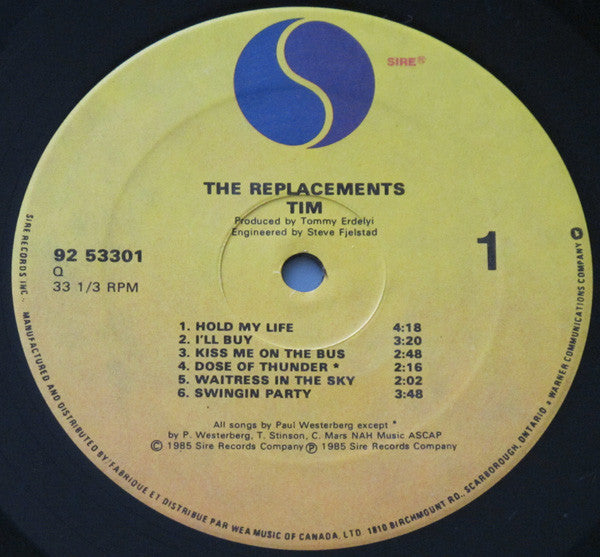 SIRE®
THE REPLACEMENTS
TIM
Produced by Tommy Erdelyi
Engineered by Steve Fjelstad
92 53301
Q
33 1/3 RPM
1
1. HOLD MY LIFE 4:18
2. I'LL BUY 3:20
3. KISS ME ON THE BUS 2:48
4. DOSE OF THUNDER * 2:16
5. WAITRESS IN THE SKY 2:02
6. SWINGIN PARTY 3:48
All songs by Paul Westerberg except *
by P. Westerberg, T. Stinson, C. Mars NAH Music ASCAP
© 1985 Sire Records Company ℗ 1985 Sire Records Company
SIRE RECORDS INC. · MANUFACTURED AND DISTRIBUTED BY/FABRIQUE ET DISTRIBUE PAR WEA MUSIC OF CANADA, LTD. 1810 BIRCHMOUNT RD., SCARBOROUGH, ONTARIO a WARNER COMMUNICATIONS COMPANY